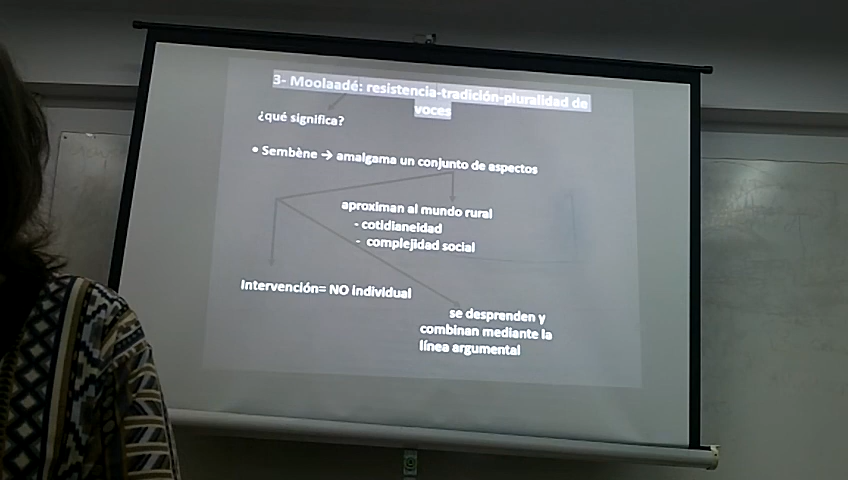 3- Moolaadé: resistencia-tradición-pluralidad de
voces
¿qué significa?
• Sembène → amalgama un conjunto de aspectos
aproximan al mundo rural
- cotidianeidad
- complejidad social
Intervención= NO individual
se desprenden y
combinan mediante la
línea argumental